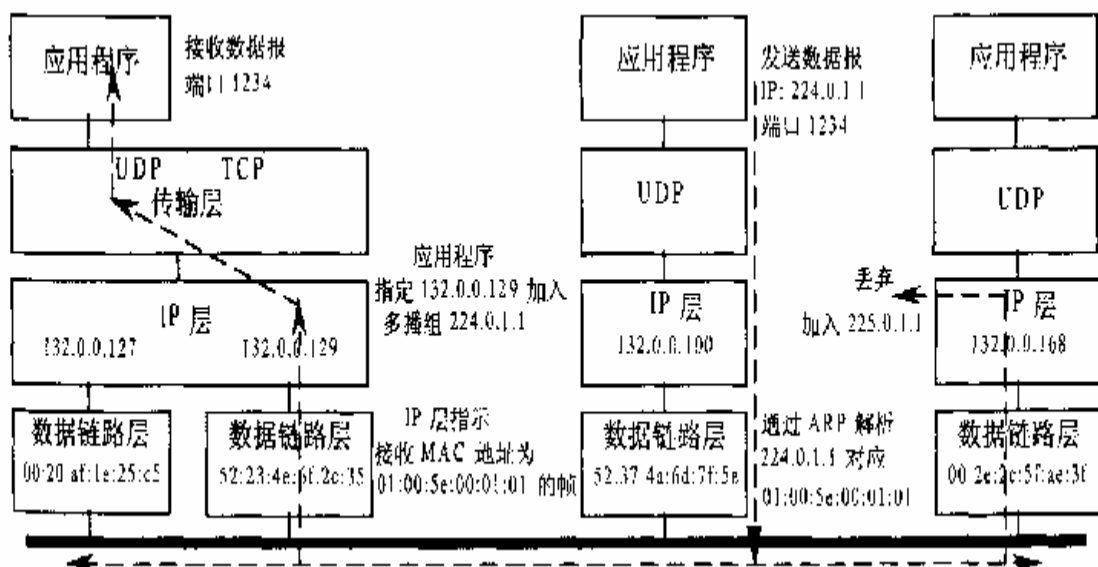 应用程序
接收数据报
端口 1234
UDP TCP
传输层
IP 层
132.0.0.127 132.0.0.129
应用程序
指定 132.0.0.129 加入
多播组 224.0.1.1
数据链路层
00:20 af:1e:25:c5
数据链路层
52:23:4e:6f:2c:35
IP 层指示
接收 MAC 地址为
01:00:5e:00:01:01 的帧
应用程序
发送数据报
IP: 224.0.1.1
端口 1234
UDP
IP 层
132.0.0.100
数据链路层
52.37 4a:6d:7f:5e
通过 ARP 解析
224.0.1.1 对应
01:00:5e:00:01:01
应用程序
UDP
丢弃
加入 225.0.1.1
IP 层
132.0.0.168
数据链路层